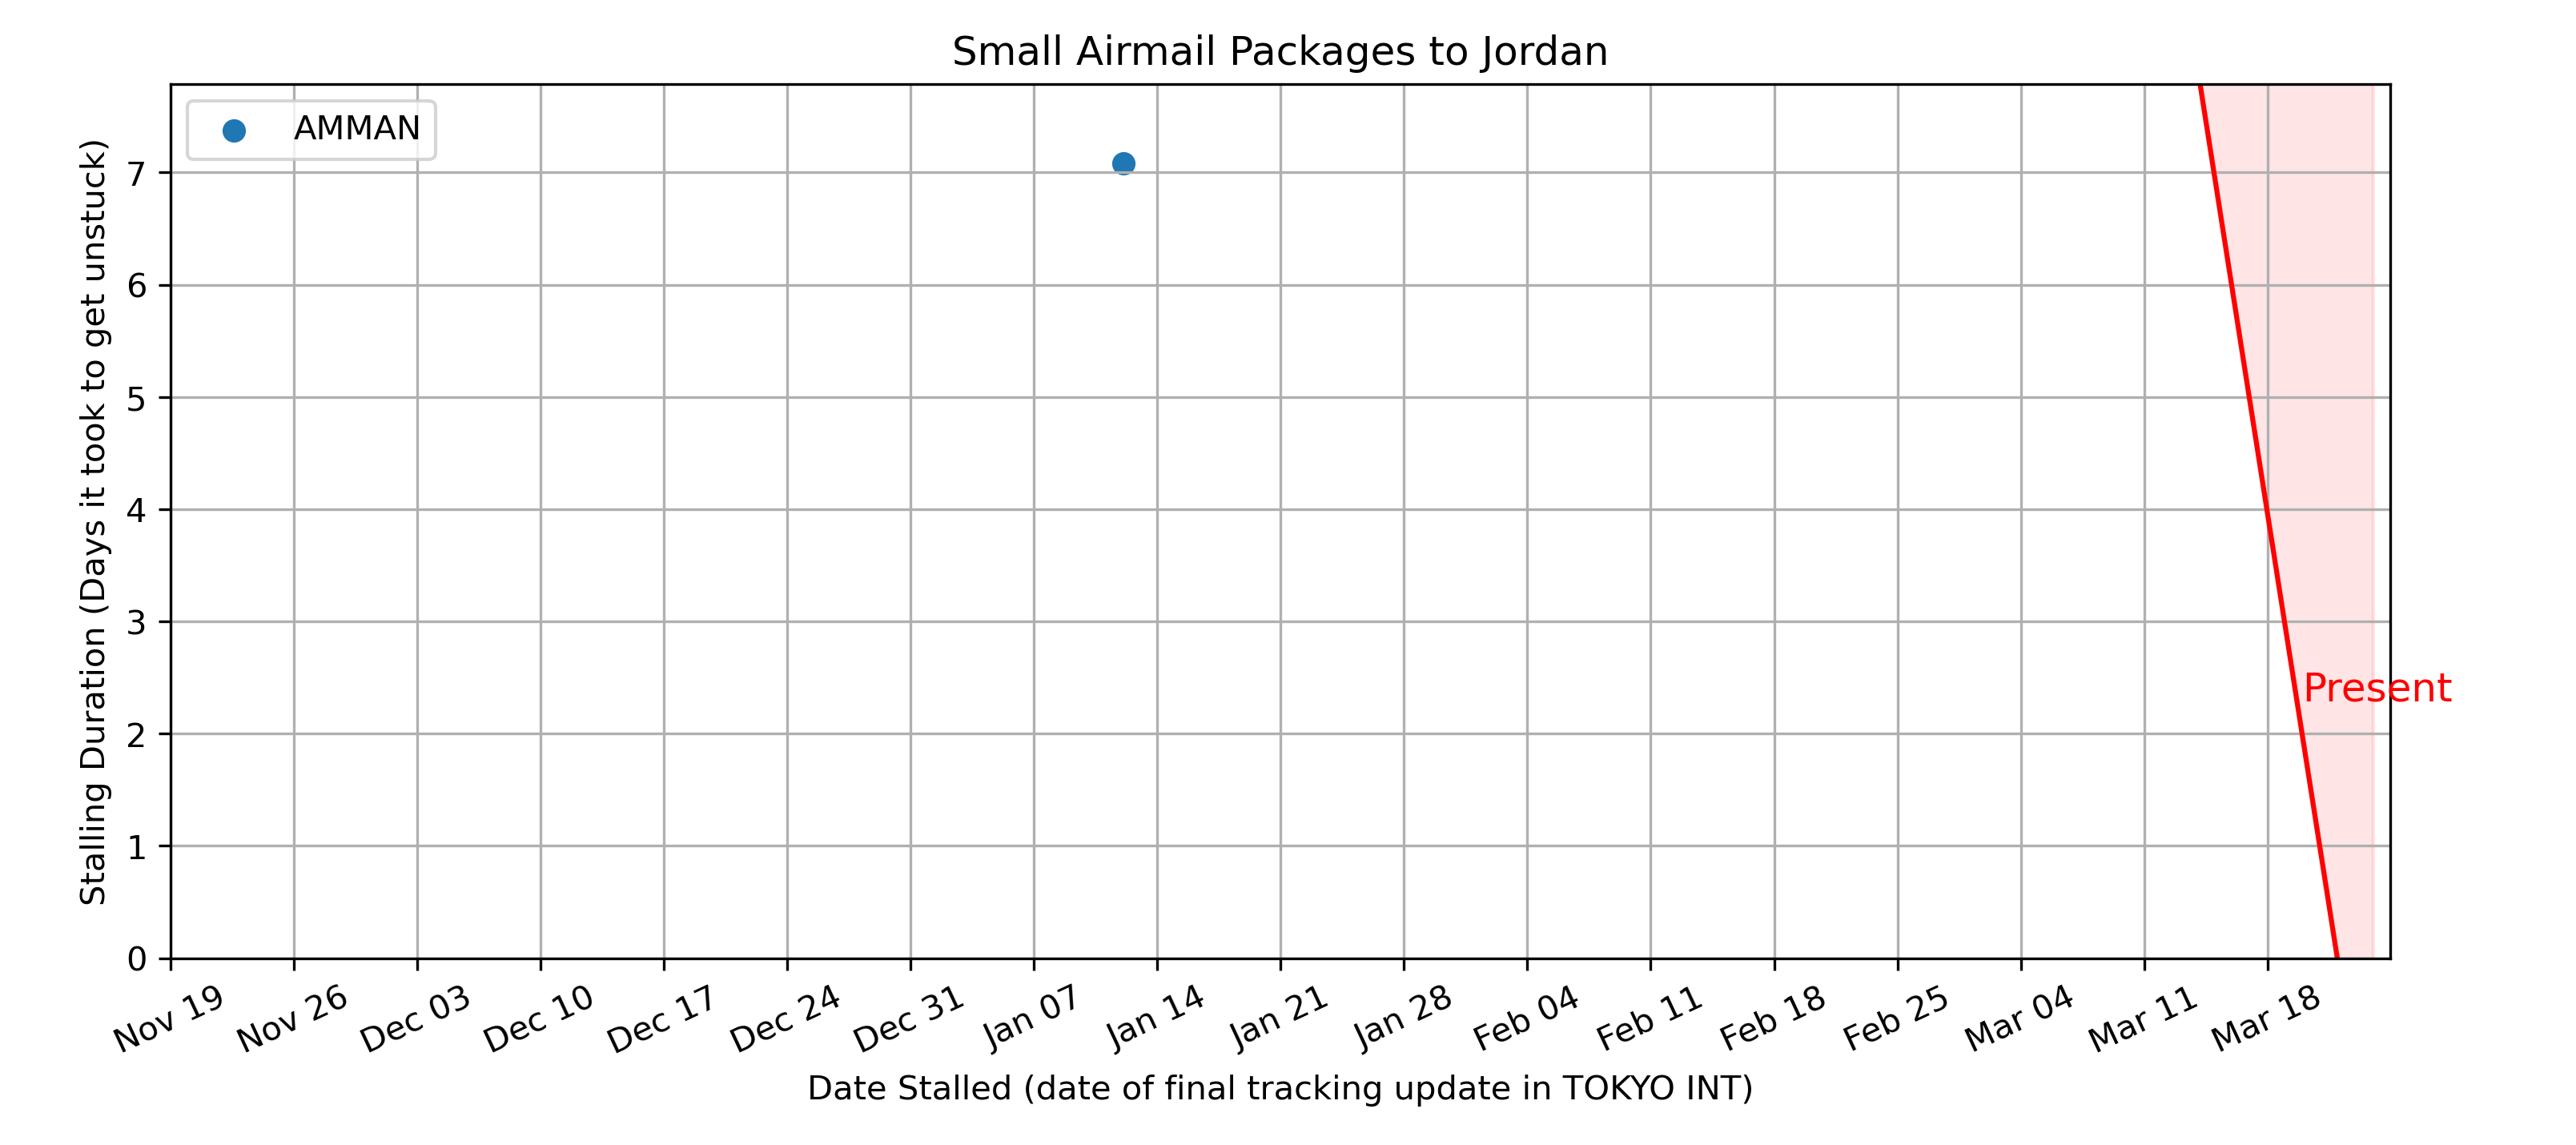 Small Airmail Packages to Jordan
AMMAN
Stalling Duration (Days it took to get unstuck)
7
6
5
4
3
2
1
0
Present
Nov 19 Nov 26 Dec 03 Dec 10 Dec 17 Dec 24 Dec 31 Jan 07 Jan 14 Jan 21 Jan 28 Feb 04 Feb 11 Feb 18 Feb 25 Mar 04 Mar 11 Mar 18
Date Stalled (date of final tracking update in TOKYO INT)